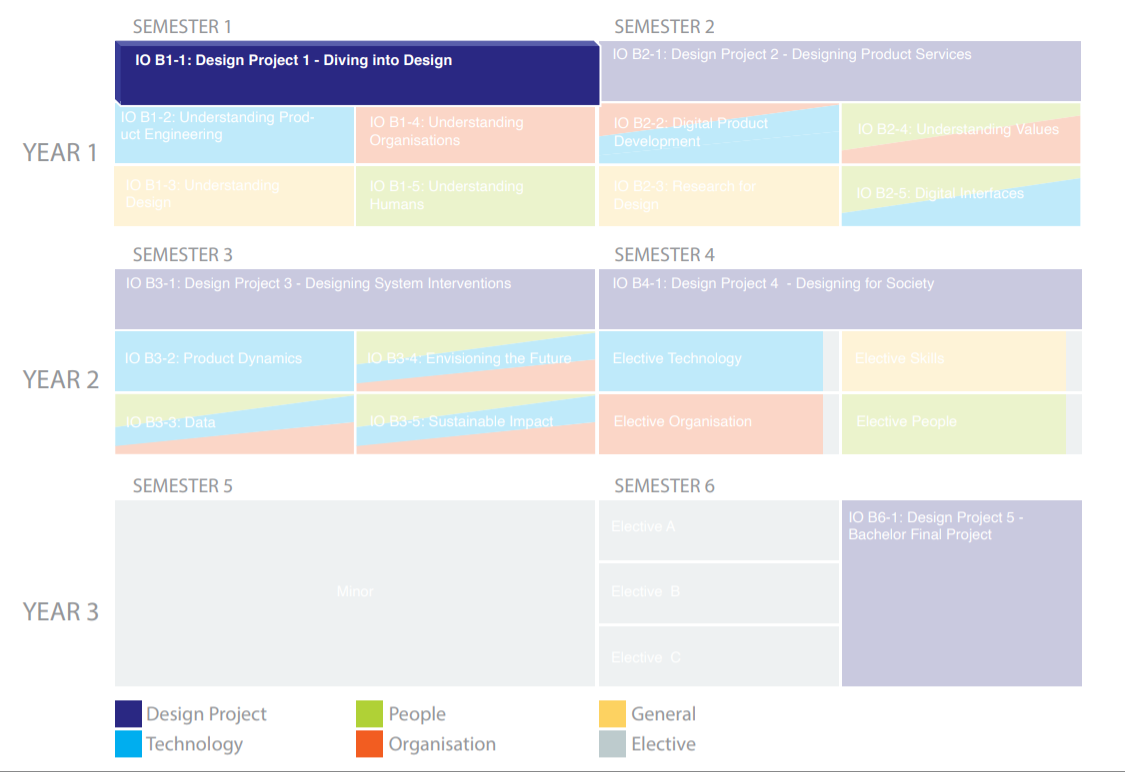 SEMESTER 1
SEMESTER 2
IO B1-1: Design Project 1 - Diving into Design
IO B2-1: Design Project 2 - Designing Product Services
YEAR 1
IO B1-2: Understanding Prod-
uct Engineering
IO B1-4: Understanding
Organisations
IO B2-2: Digital Product
Development
IO B2-4: Understanding Values
IO B1-3: Understanding
Design
IO B1-5: Understanding
Humans
IO B2-3: Research for
Design
IO B2-5: Digital Interfaces
SEMESTER 3
SEMESTER 4
IO B3-1: Design Project 3 - Designing System Interventions
IO B4-1: Design Project 4 - Designing for Society
YEAR 2
IO B3-2: Product Dynamics
IO B3-4: Envisioning the Future
Elective Technology
Elective Skills
IO B3-3: Data
IO B3-5: Sustainable Impact
Elective Organisation
Elective People
SEMESTER 5
SEMESTER 6
YEAR 3
Minor
Elective A
Elective B
Elective C
IO B6-1: Design Project 5 -
Bachelor Final Project
Design Project
People
General
Technology
Organisation
Elective